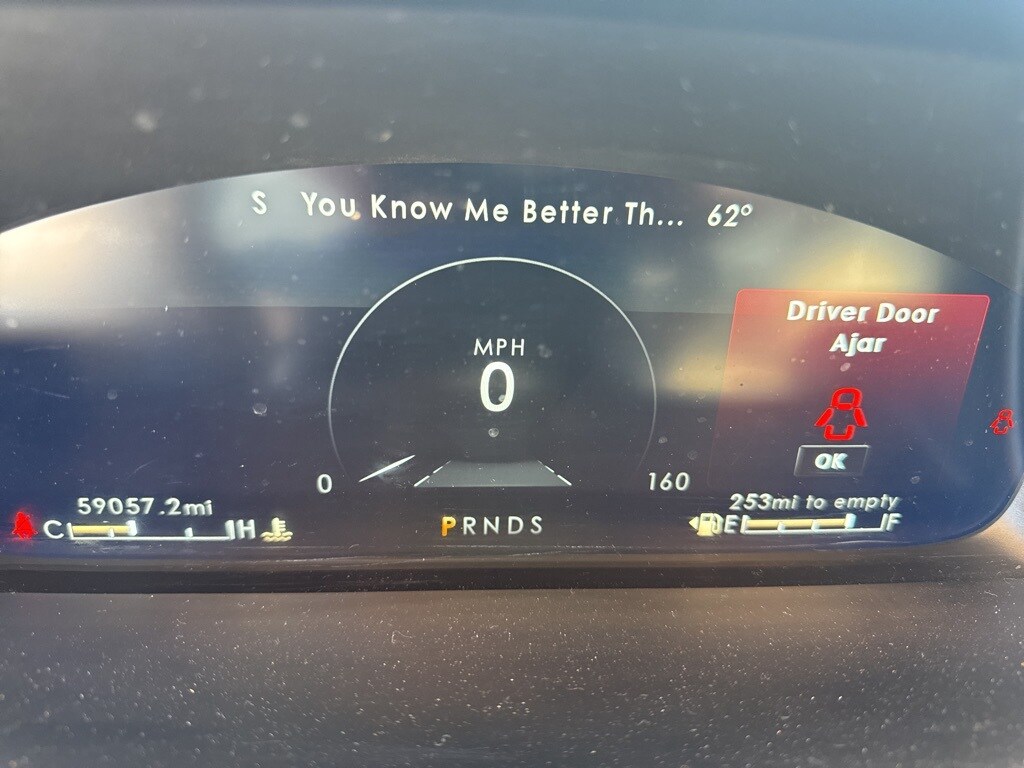 S You Know Me Better Th... 62°
Driver Door
Ajar
MPH
0
OK
0
160
59057.2mi
253mi to empty
C H
PRNDS
E F